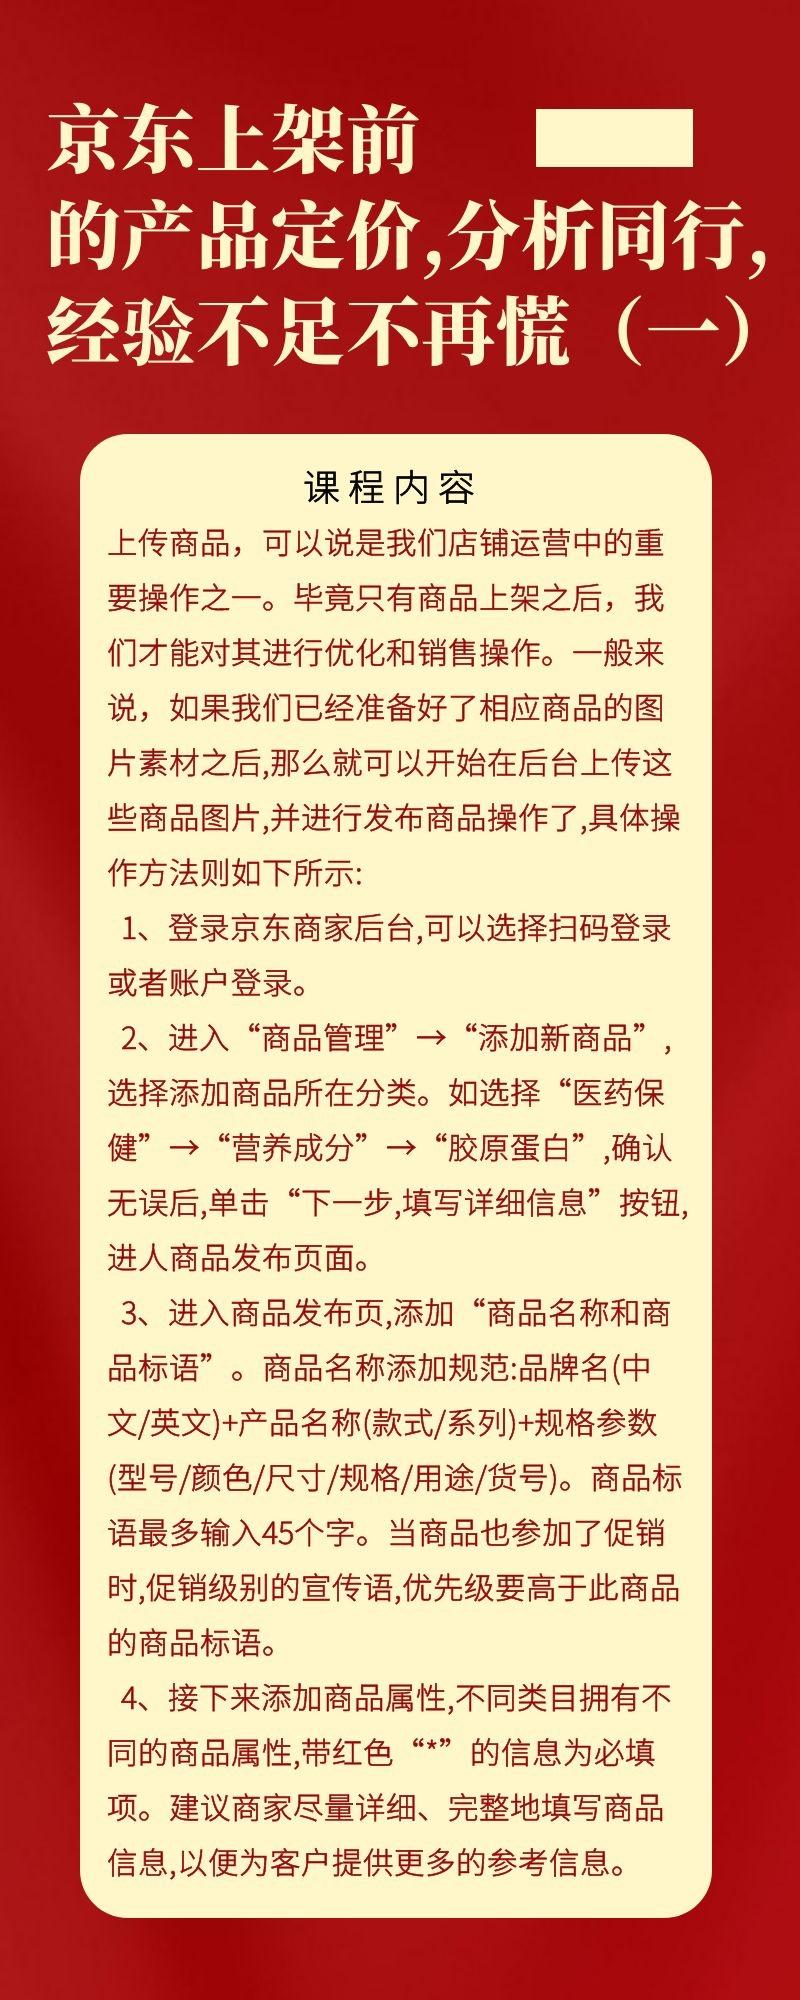 京东上架前
的产品定价,分析同行,
经验不足不再慌（一）
课程内容
上传商品，可以说是我们店铺运营中的重
要操作之一。毕竟只有商品上架之后，我
们才能对其进行优化和销售操作。一般来
说，如果我们已经准备好了相应商品的图
片素材之后,那么就可以开始在后台上传这
些商品图片,并进行发布商品操作了,具体操
作方法则如下所示:
1、登录京东商家后台,可以选择扫码登录
或者账户登录。
2、进入“商品管理”→“添加新商品”,
选择添加商品所在分类。如选择“医药保
健”→“营养成分”→“胶原蛋白”,确认
无误后,单击“下一步,填写详细信息”按钮,
进人商品发布页面。
3、进入商品发布页,添加“商品名称和商
品标语”。商品名称添加规范:品牌名(中
文/英文)+产品名称(款式/系列)+规格参数
(型号/颜色/尺寸/规格/用途/货号)。商品标
语最多输入45个字。当商品也参加了促销
时,促销级别的宣传语,优先级要高于此商品
的商品标语。
4、接下来添加商品属性,不同类目拥有不
同的商品属性,带红色“*”的信息为必填
项。建议商家尽量详细、完整地填写商品
信息,以便为客户提供更多的参考信息。